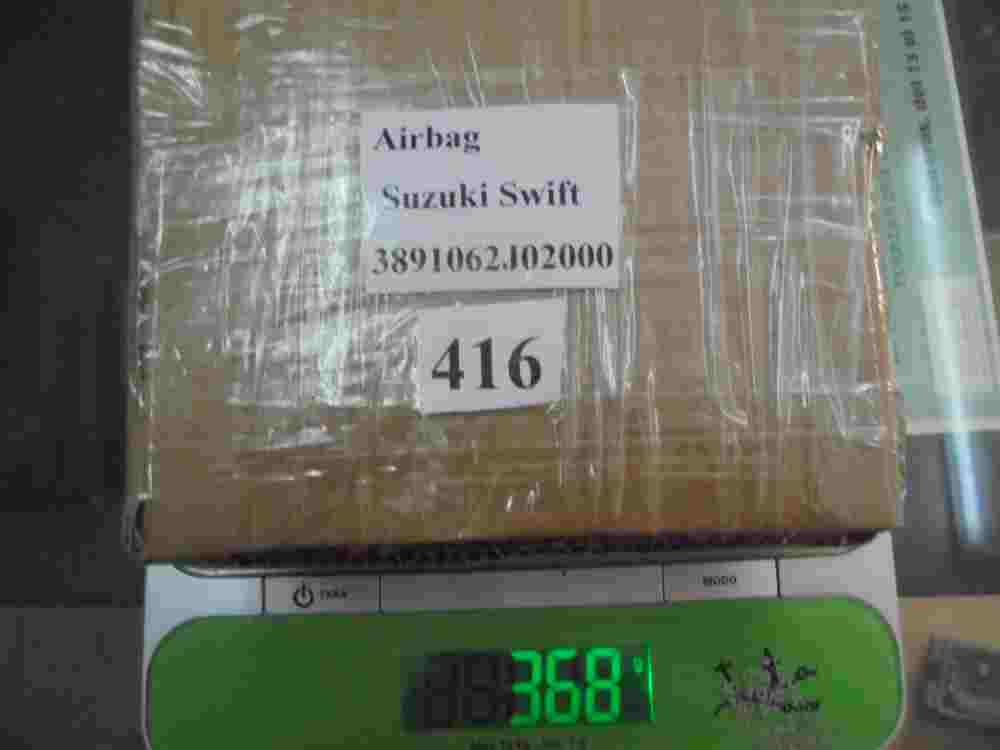 Airbag
Suzuki Swift
3891062J02000
416
TARA
MODO
368